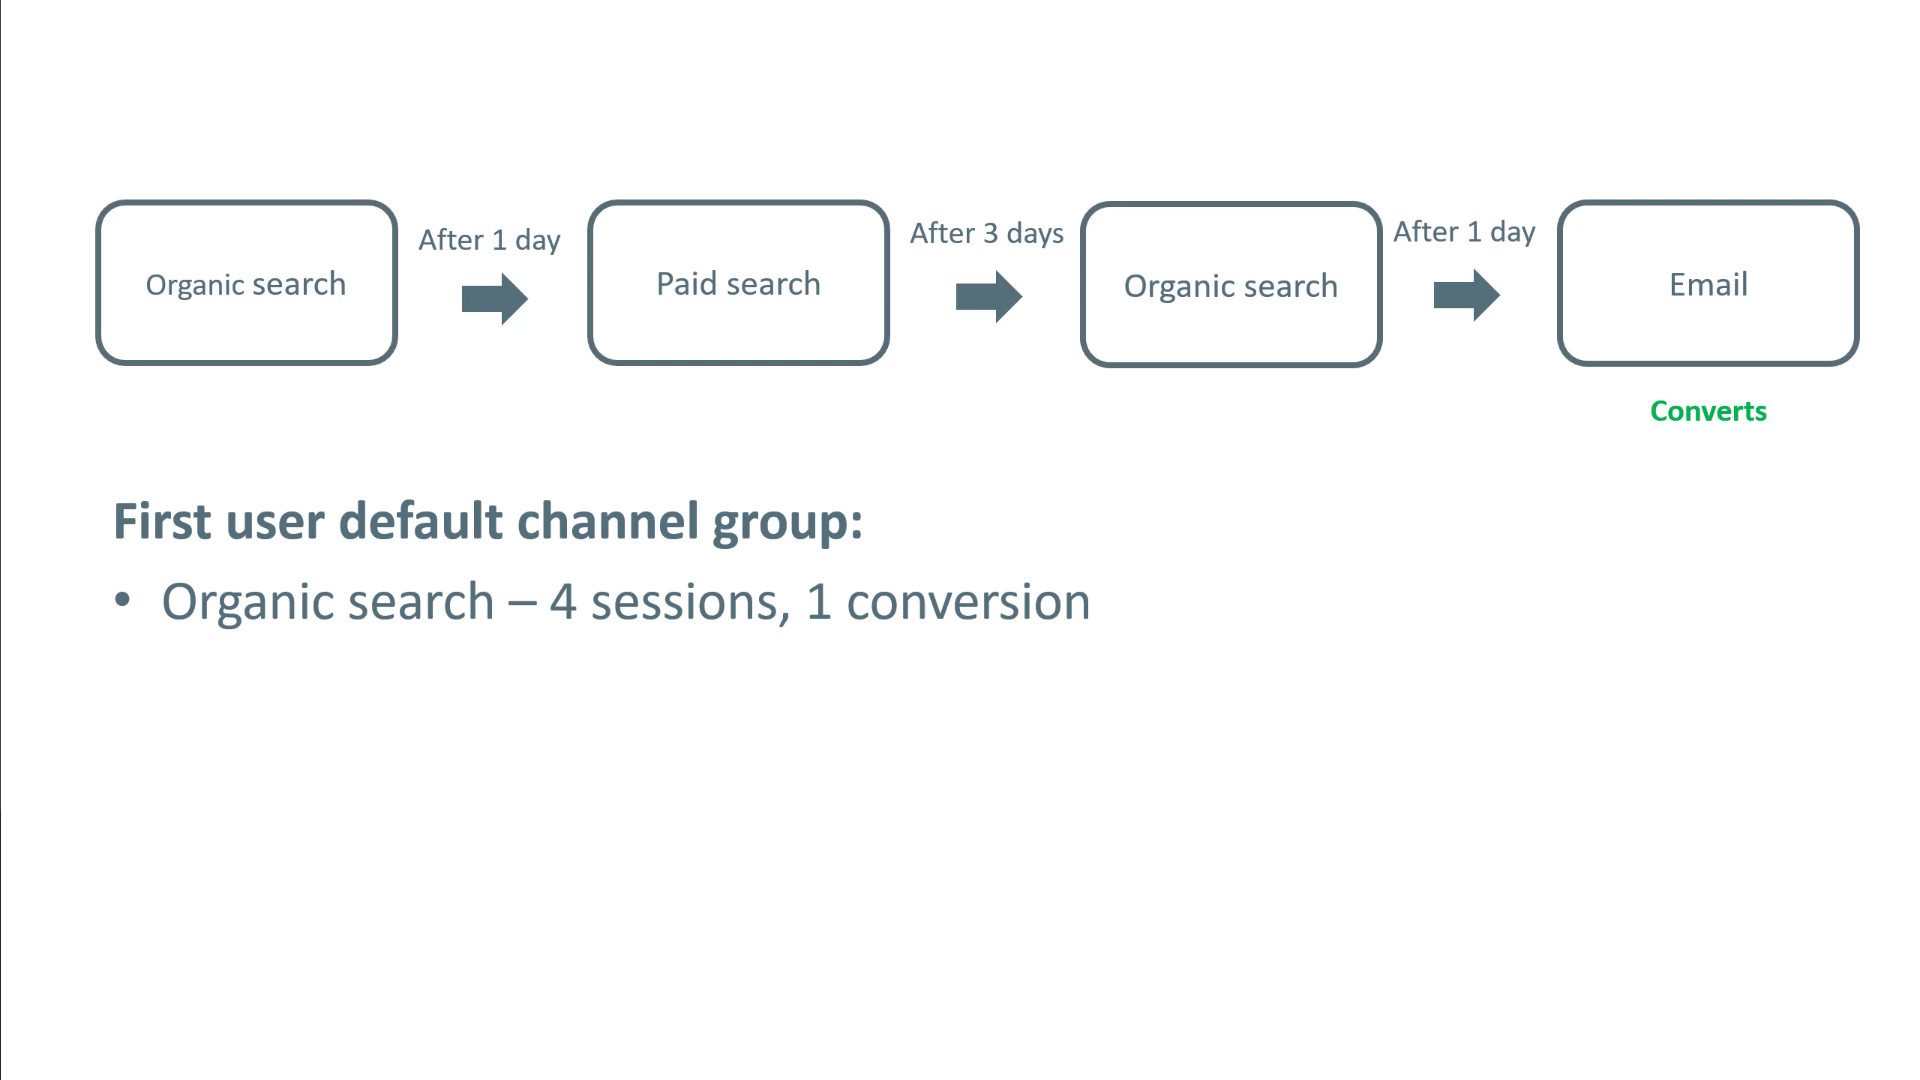 Organic search
After 1 day
Paid search
After 3 days
Organic search
After 1 day
Email
Converts
First user default channel group:
• Organic search – 4 sessions, 1 conversion